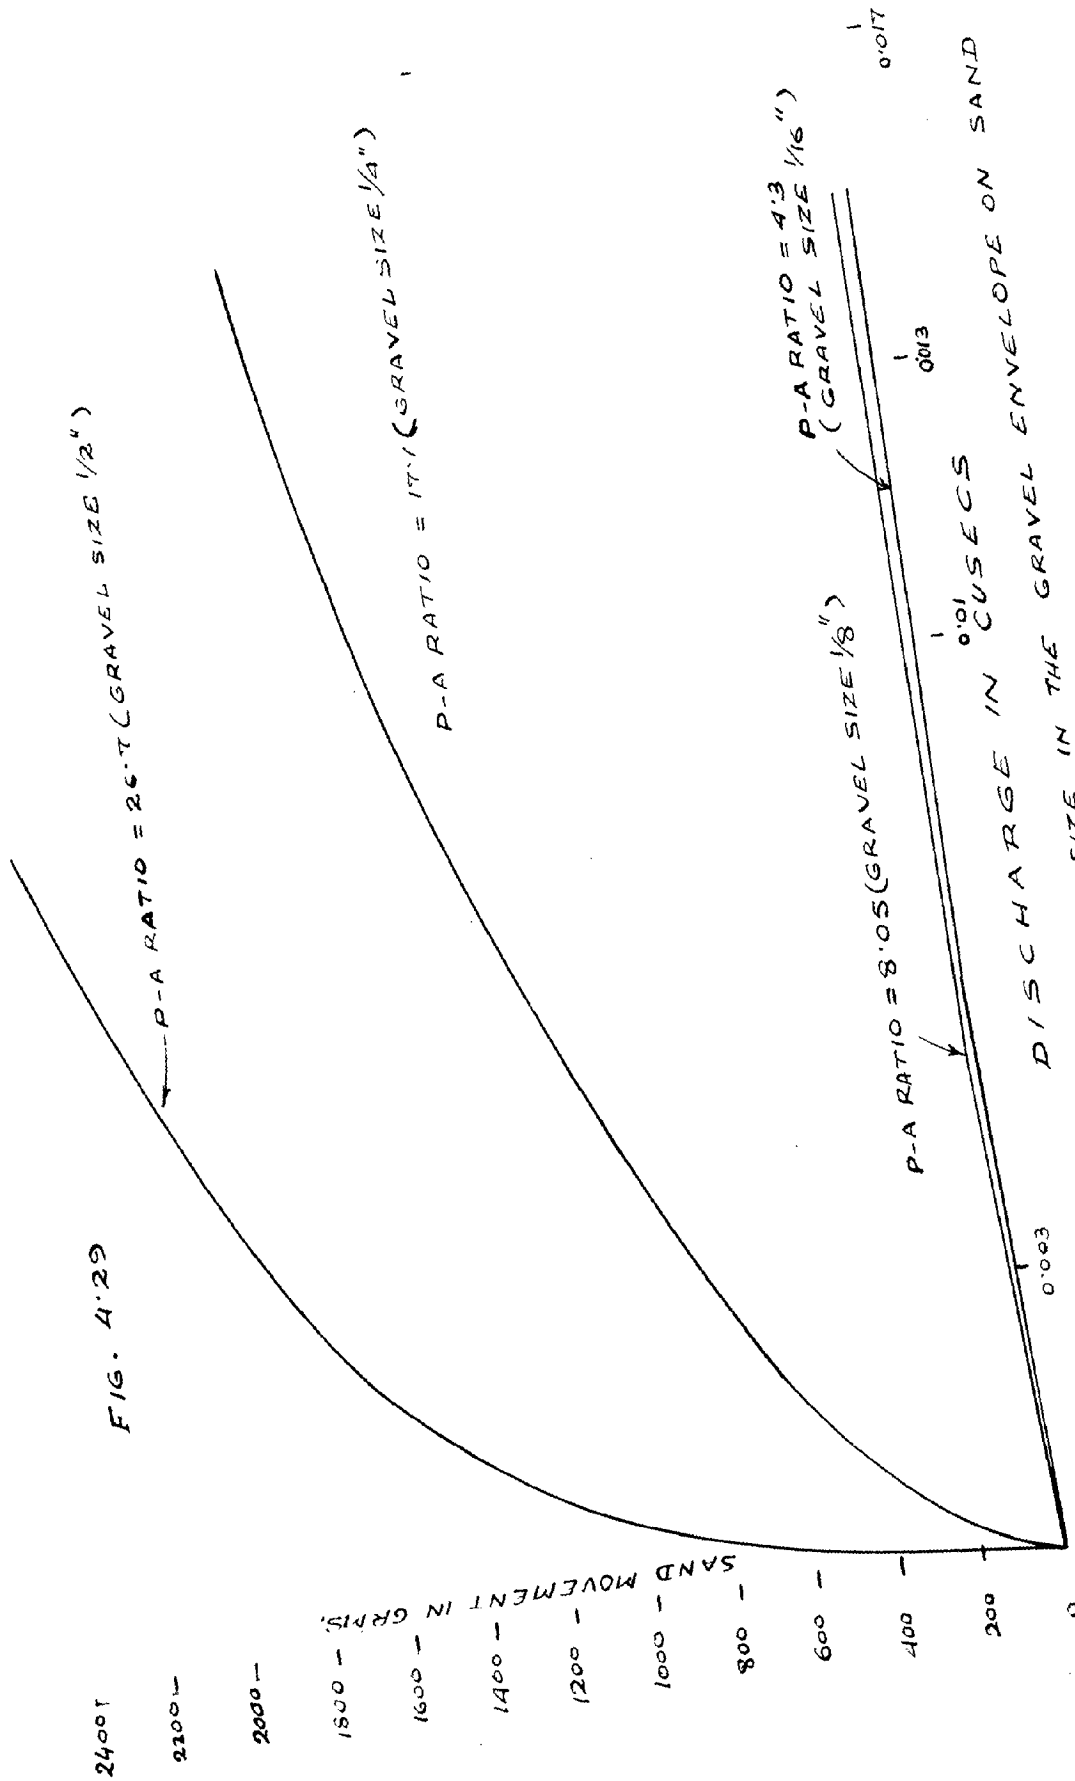 FIG. 4.29
2400
2200
2000
1800
1600
1400
1200
1000
800
600
400
200
0
SAND MOVEMENT IN GRMS.
P-A RATIO = 26.7 (GRAVEL SIZE 1/2")
P-A RATIO = 17.1 (GRAVEL SIZE 1/4")
P-A RATIO = 8.05 (GRAVEL SIZE 1/8")
P-A RATIO = 4.3
(GRAVEL SIZE 1/16")
0.003
0.01
0.013
0.017
DISCHARGE IN CUSECS
SIZE IN THE GRAVEL ENVELOPE ON SAND